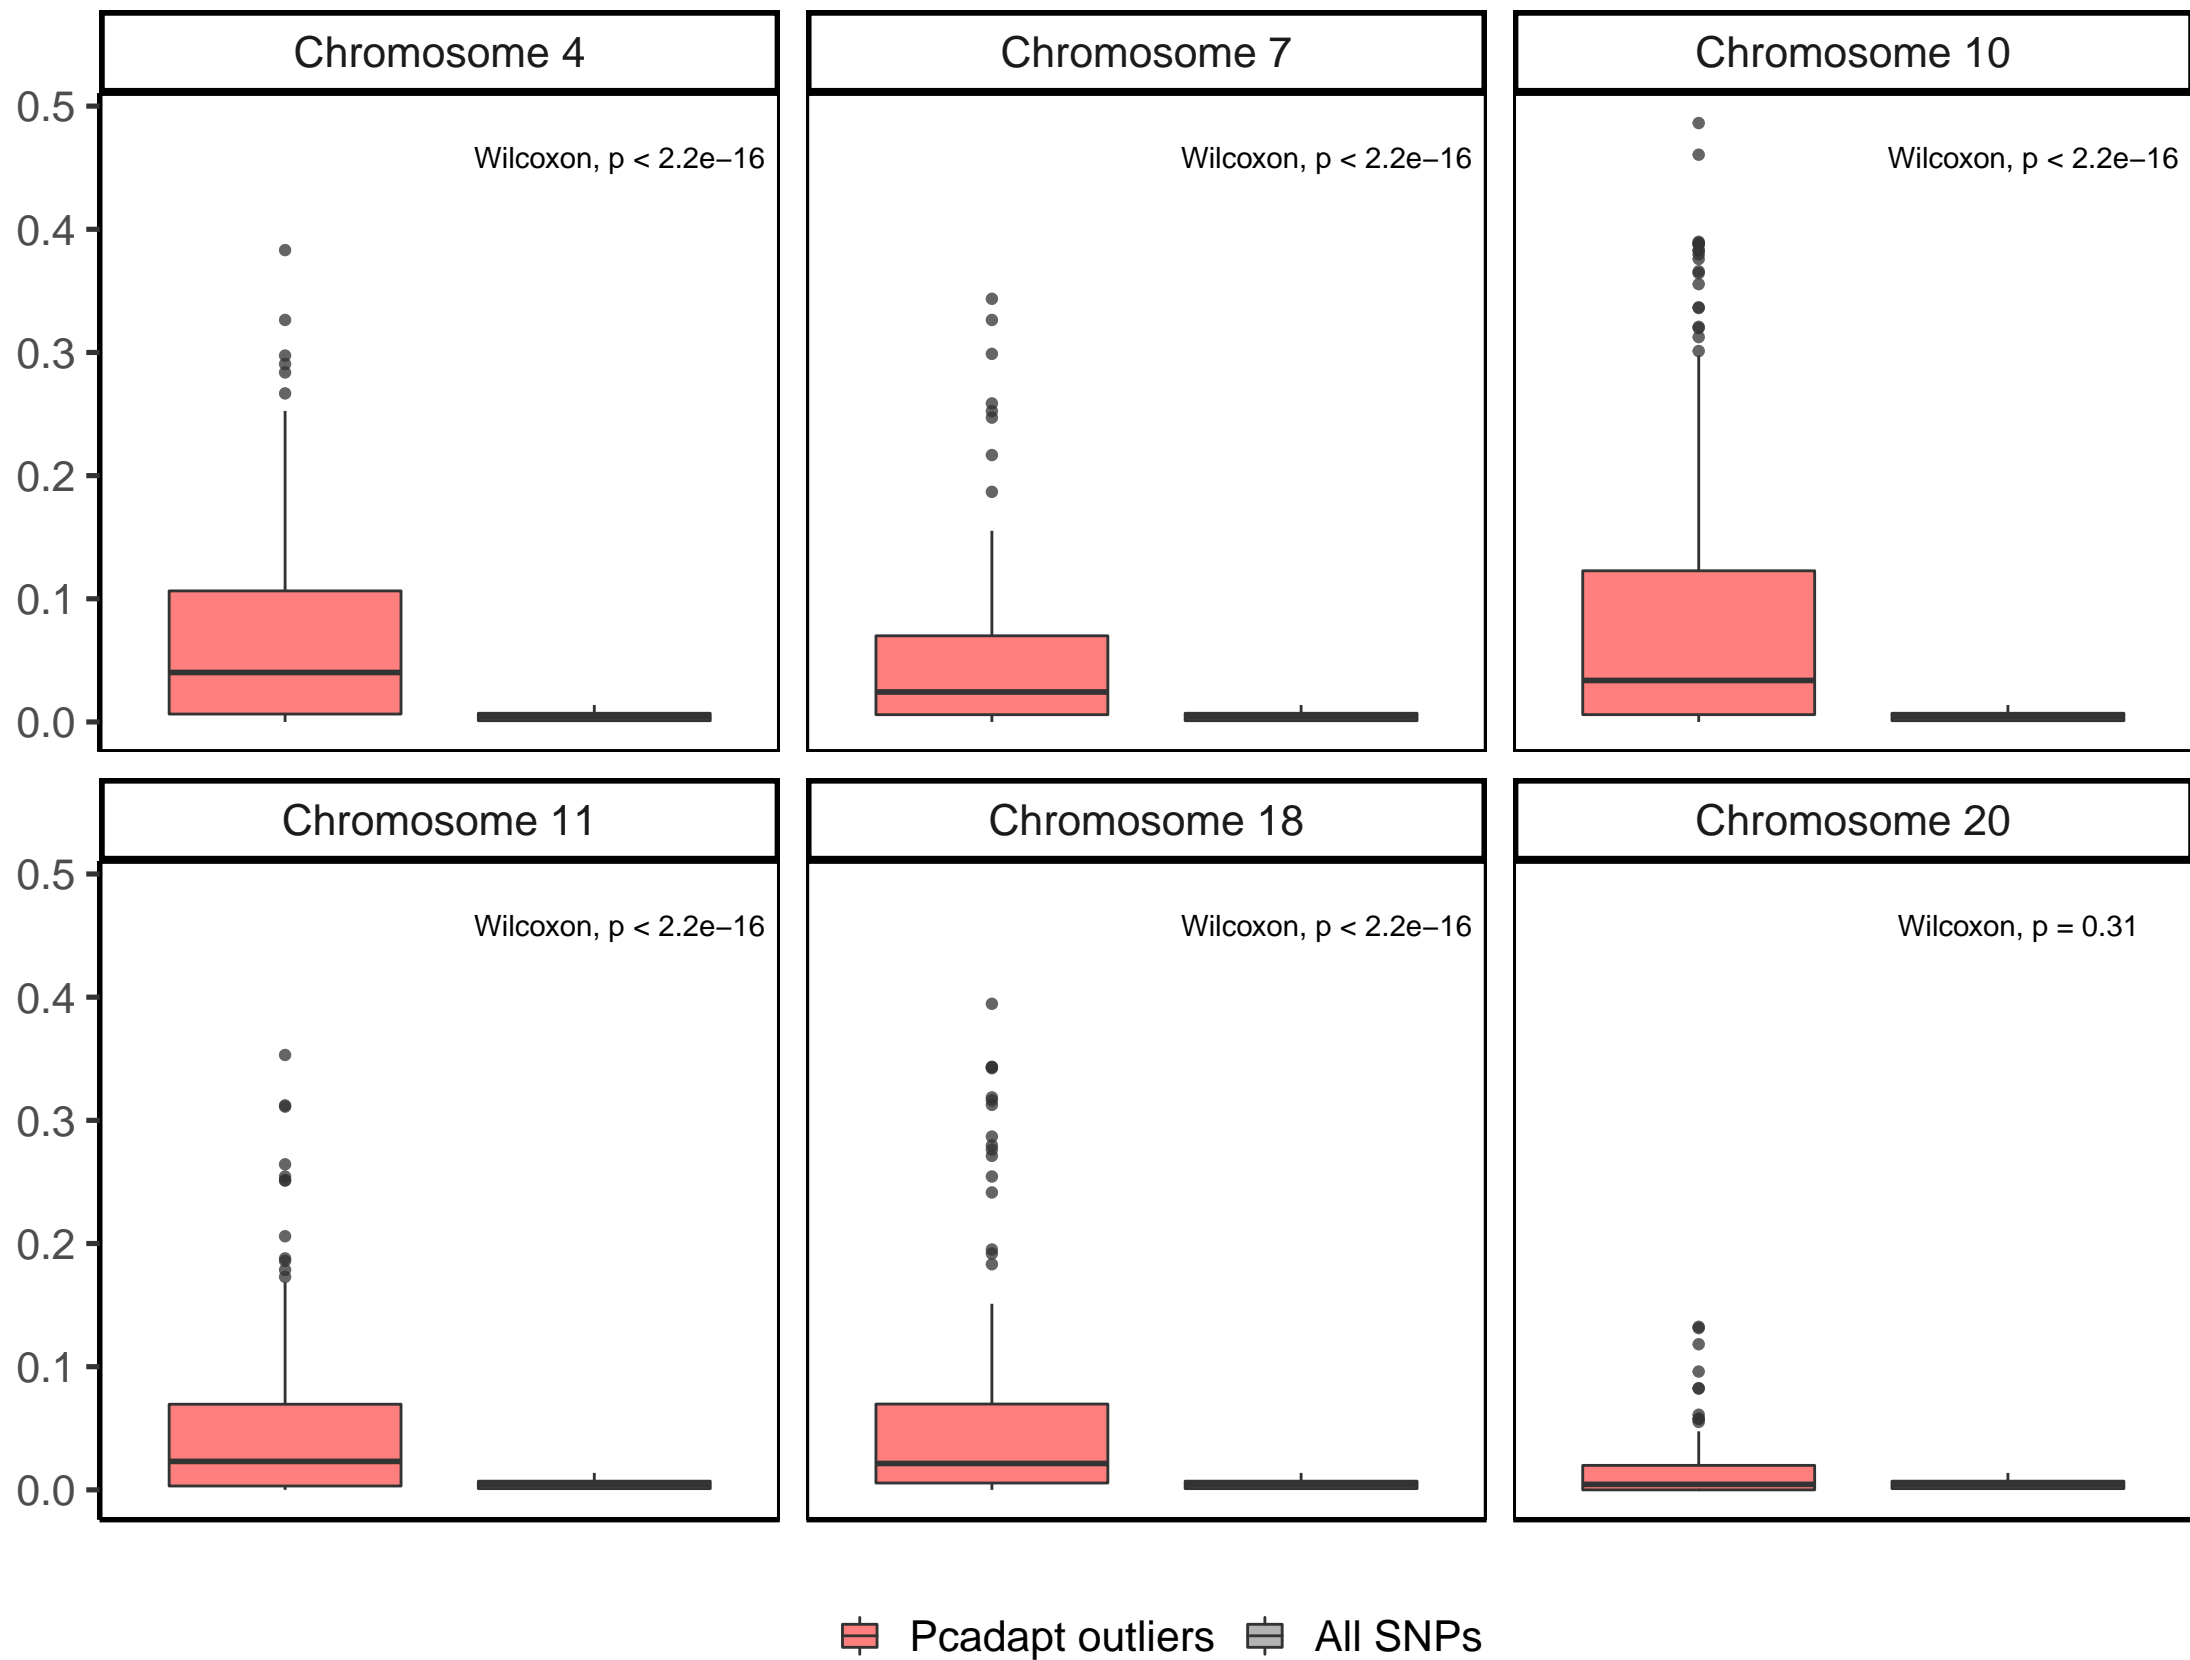 Chromosome 4
Chromosome 7
Chromosome 10
0.5
Wilcoxon, p < 2.2e−16
Wilcoxon, p < 2.2e−16
Wilcoxon, p < 2.2e−16
0.4
0.3
0.2
0.1
0.0
Chromosome 11
Chromosome 18
Chromosome 20
0.5
Wilcoxon, p < 2.2e−16
Wilcoxon, p < 2.2e−16
Wilcoxon, p = 0.31
0.4
0.3
0.2
0.1
0.0
Pcadapt outliers
All SNPs